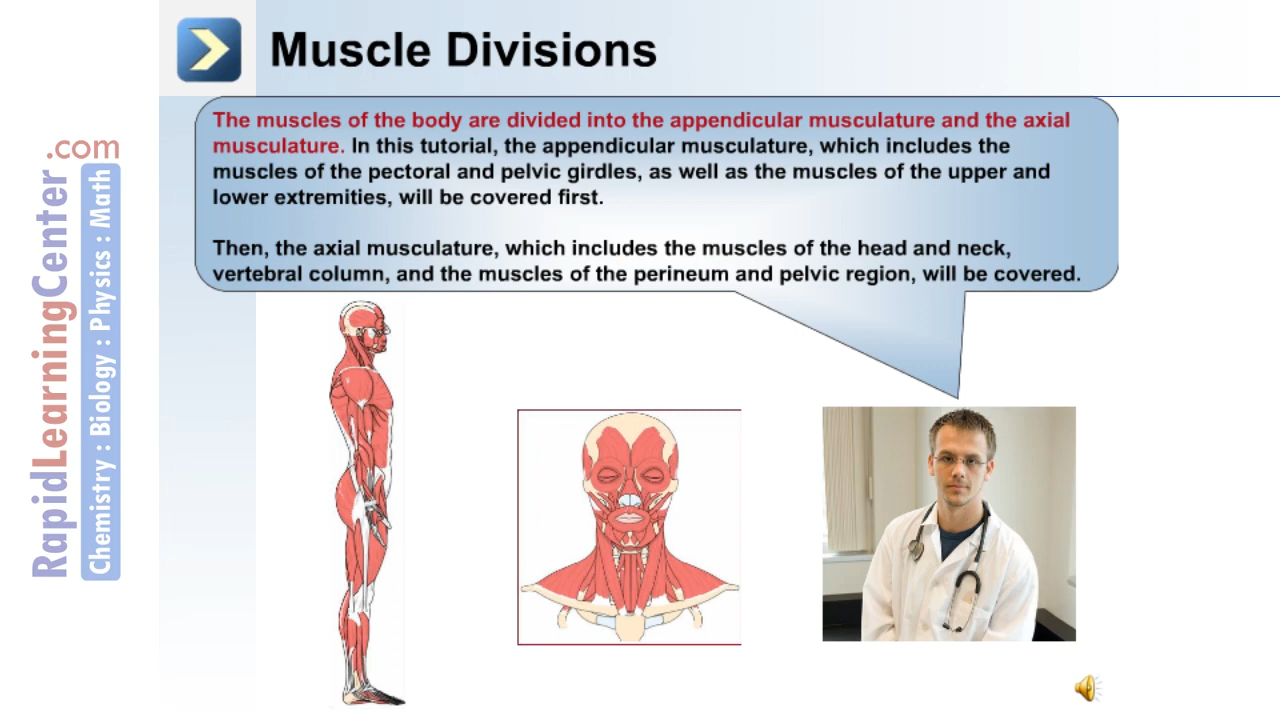 Muscle Divisions
The muscles of the body are divided into the appendicular musculature and the axial
musculature. In this tutorial, the appendicular musculature, which includes the
muscles of the pectoral and pelvic girdles, as well as the muscles of the upper and
lower extremities, will be covered first.
Then, the axial musculature, which includes the muscles of the head and neck,
vertebral column, and the muscles of the perineum and pelvic region, will be covered.
RapidLearningCenter.com
Chemistry : Biology : Physics : Math